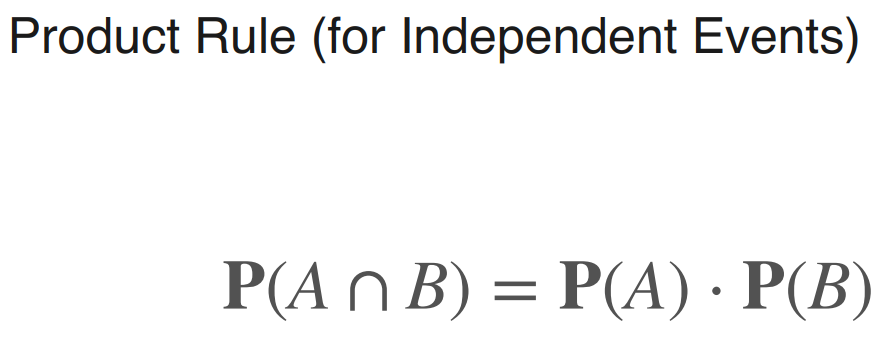 Product Rule (for Independent Events)
P(A ∩ B) = P(A) · P(B)